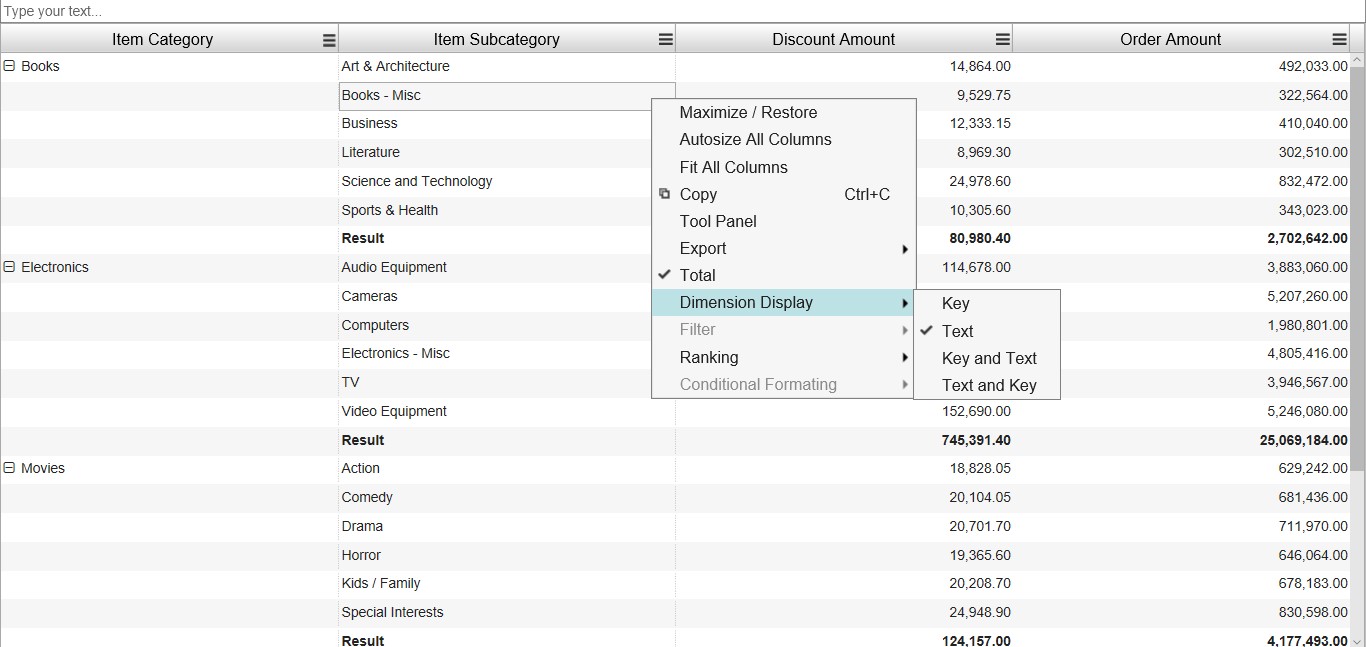 Type your text...
Item Category Item Subcategory Discount Amount Order Amount
Books Art & Architecture 14,864.00 492,033.00
Books - Misc 9,529.75 322,564.00
Maximize / Restore
Business 12,333.15 410,040.00
Autosize All Columns
Literature 8,969.30 302,510.00
Fit All Columns
Science and Technology 24,978.60 832,472.00
Copy Ctrl+C
Sports & Health 10,305.60 343,023.00
Tool Panel
Result 80,980.40 2,702,642.00
Export
Electronics Audio Equipment 114,678.00 3,883,060.00
Total
Cameras 5,207,260.00
Dimension Display Key
Computers 1,980,801.00
Filter Text
Electronics - Misc 4,805,416.00
Ranking Key and Text
TV 3,946,567.00
Conditional Formating Text and Key
Video Equipment 152,690.00 5,246,080.00
Result 745,391.40 25,069,184.00
Movies Action 18,828.05 629,242.00
Comedy 20,104.05 681,436.00
Drama 20,701.70 711,970.00
Horror 19,365.60 646,064.00
Kids / Family 20,208.70 678,183.00
Special Interests 24,948.90 830,598.00
Result 124,157.00 4,177,493.00